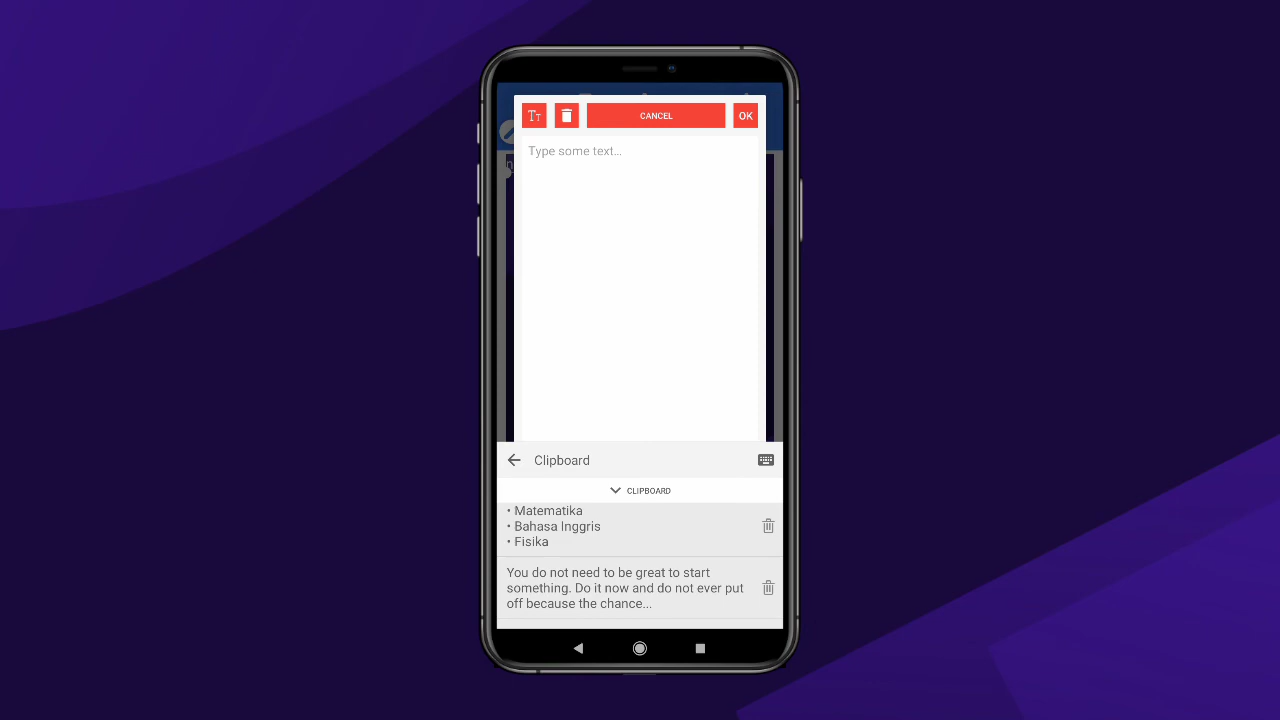 TT
CANCEL
OK
Type some text...
Clipboard
CLIPBOARD
• Matematika
• Bahasa Inggris
• Fisika
You do not need to be great to start
something. Do it now and do not ever put
off because the chance...